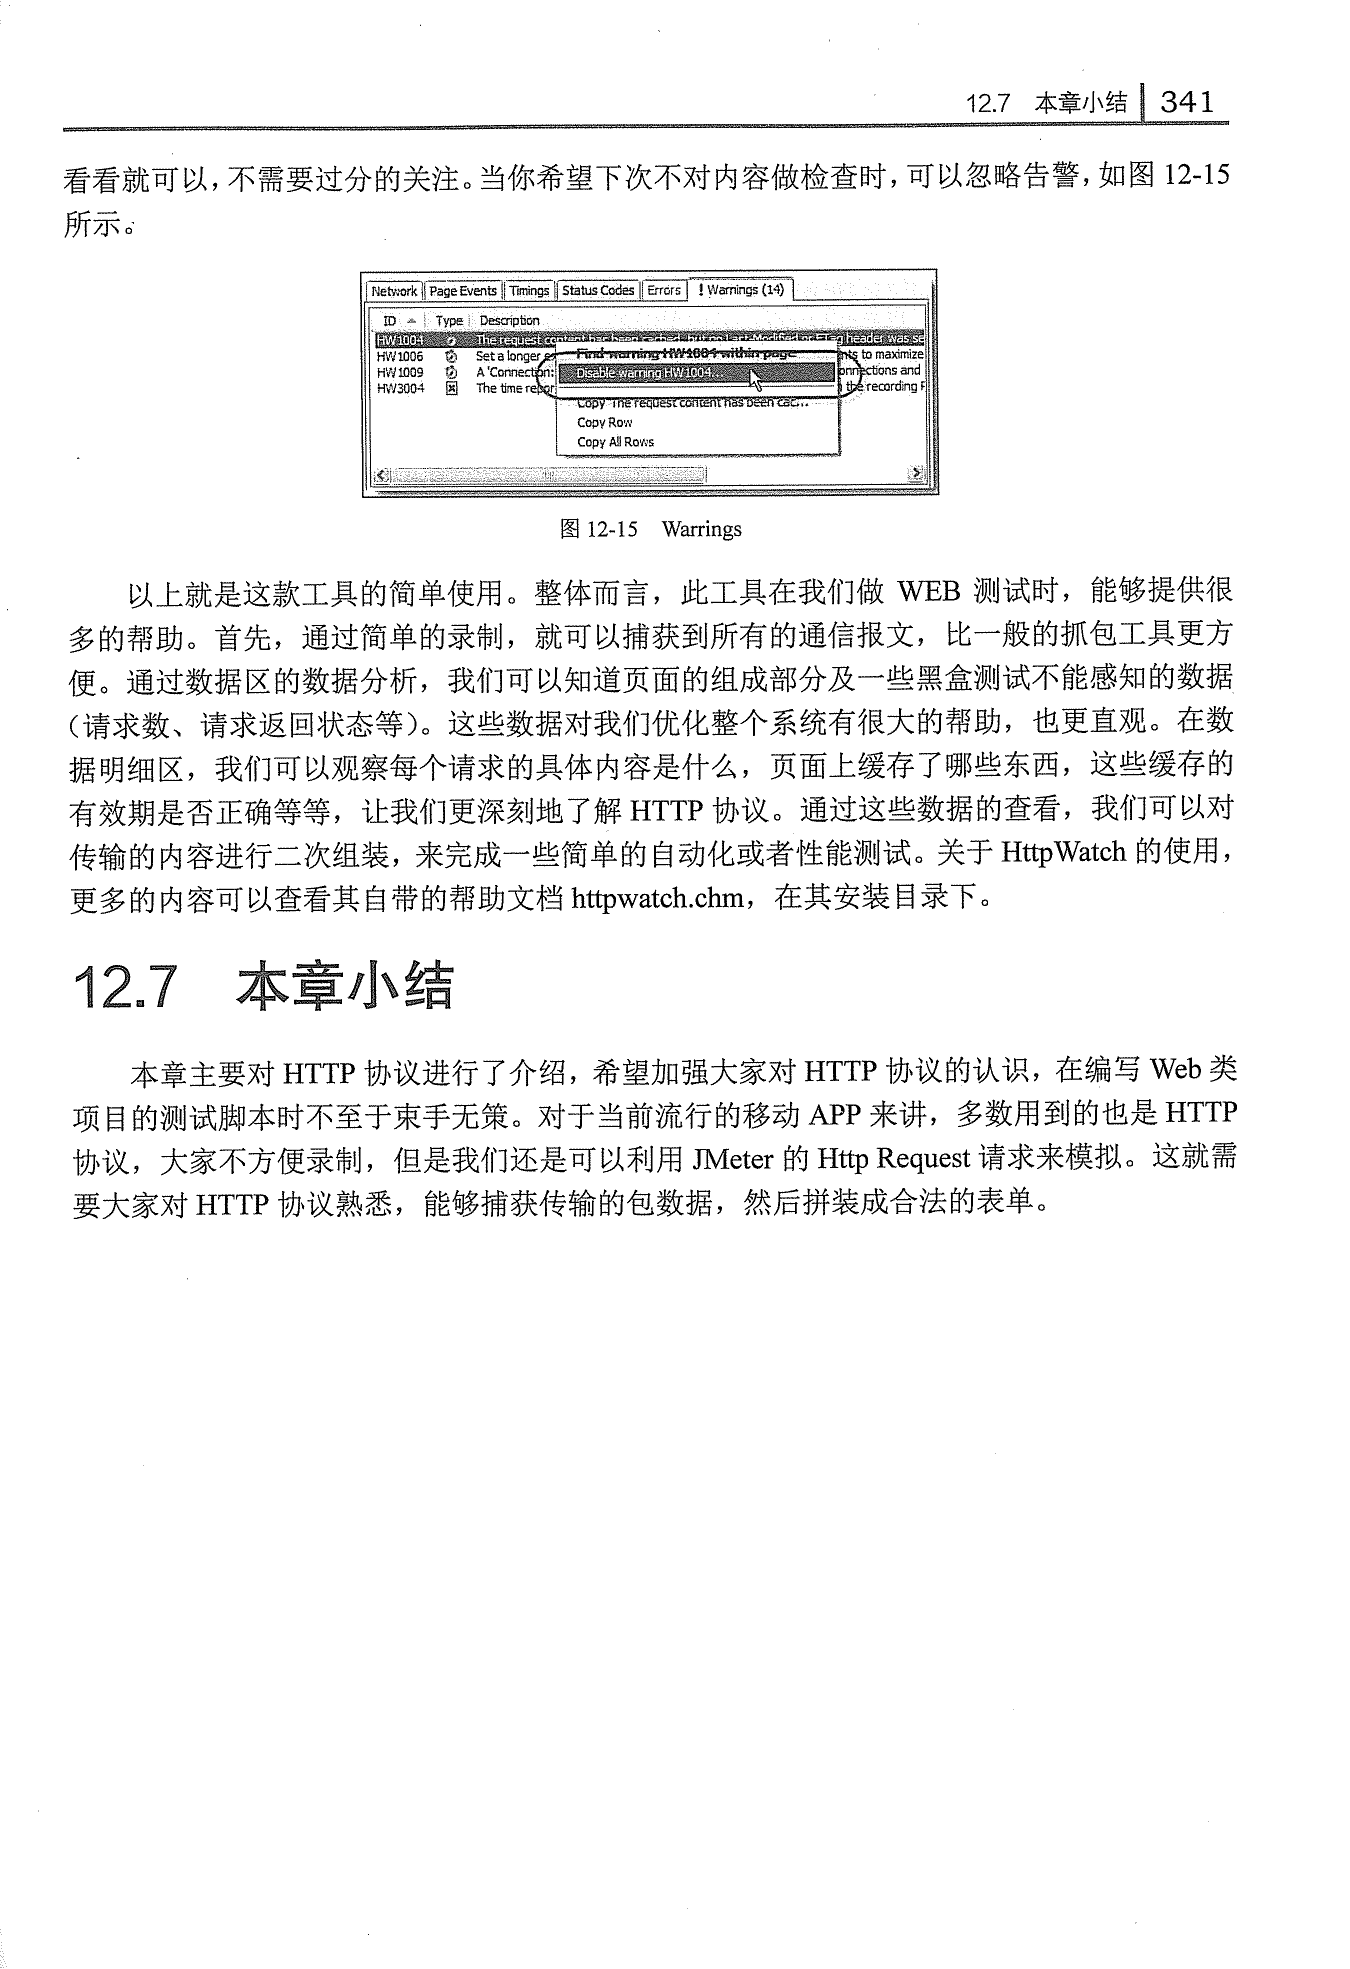 12.7 本章小结 341
看看就可以，不需要过分的关注。当你希望下次不对内容做检查时，可以忽略告警，如图 12-15
所示。
Network Page Events Timings Status Codes Errors ! Warnings (14)
ID Type Description
HW1004 The request content has been cached, but no Last-Modified or ETag header was se
Find warning HW1004 within page
HW1006 Set a longer to maximize
HW1009 A 'Connection: Disable warning HW1004... connections and
HW3004 The time the recording
Copy 'The request content has been cac...
Copy Row
Copy All Rows
图 12-15 Warrings
以上就是这款工具的简单使用。整体而言，此工具在我们做 WEB 测试时，能够提供很
多的帮助。首先，通过简单的录制，就可以捕获到所有的通信报文，比一般的抓包工具更方
便。通过数据区的数据分析，我们可以知道页面的组成部分及一些黑盒测试不能感知的数据
（请求数、请求返回状态等）。这些数据对我们优化整个系统有很大的帮助，也更直观。在数
据明细区，我们可以观察每个请求的具体内容是什么，页面上缓存了哪些东西，这些缓存的
有效期是否正确等等，让我们更深刻地了解 HTTP 协议。通过这些数据的查看，我们可以对
传输的内容进行二次组装，来完成一些简单的自动化或者性能测试。关于 HttpWatch 的使用，
更多的内容可以查看其自带的帮助文档 httpwatch.chm，在其安装目录下。
12.7 本章小结
本章主要对 HTTP 协议进行了介绍，希望加强大家对 HTTP 协议的认识，在编写 Web 类
项目的测试脚本时不至于束手无策。对于当前流行的移动 APP 来讲，多数用到的也是 HTTP
协议，大家不方便录制，但是我们还是可以利用 JMeter 的 Http Request 请求来模拟。这就需
要大家对 HTTP 协议熟悉，能够捕获传输的包数据，然后拼装成合法的表单。